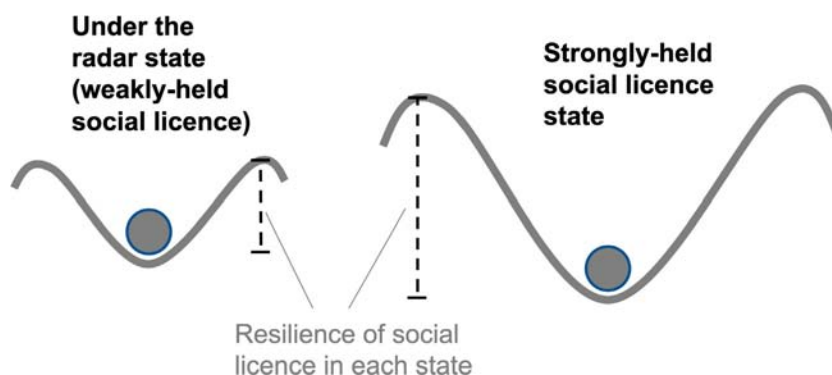 Under the
radar state
(weakly-held
social licence)
Strongly-held
social licence
state
Resilience of social
licence in each state